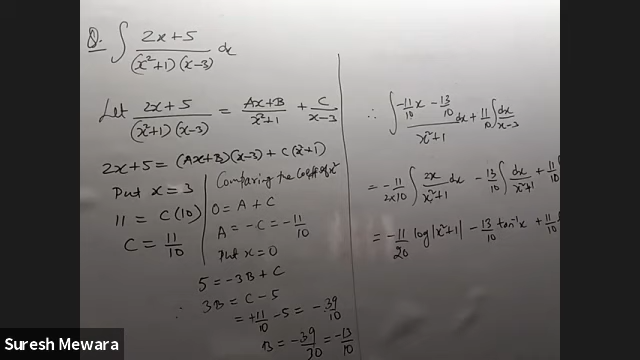 Q. ∫ 2x+5 / (x²+1)(x-3) dx
Let 2x+5 / (x²+1)(x-3) = Ax+B / x²+1 + C / x-3
2x+5 = (Ax+B)(x-3) + C(x²+1)
Put x = 3
11 = C(10)
C = 11/10
Comparing the Coeff of x²
0 = A + C
A = -C = -11/10
Put x=0
5 = -3B + C
∴ 3B = C - 5
= +11/10 - 5 = -39/10
B = -39/30 = -13/10
∴ ∫ -11/10 x - 13/10 / x²+1 dx + 11/10 ∫ dx / x-3
= -11/2×10 ∫ 2x / x²+1 dx - 13/10 ∫ dx / x²+1 + 11/10 ∫
= -11/20 log|x²+1| - 13/10 tan⁻¹x + 11/10
Suresh Mewara